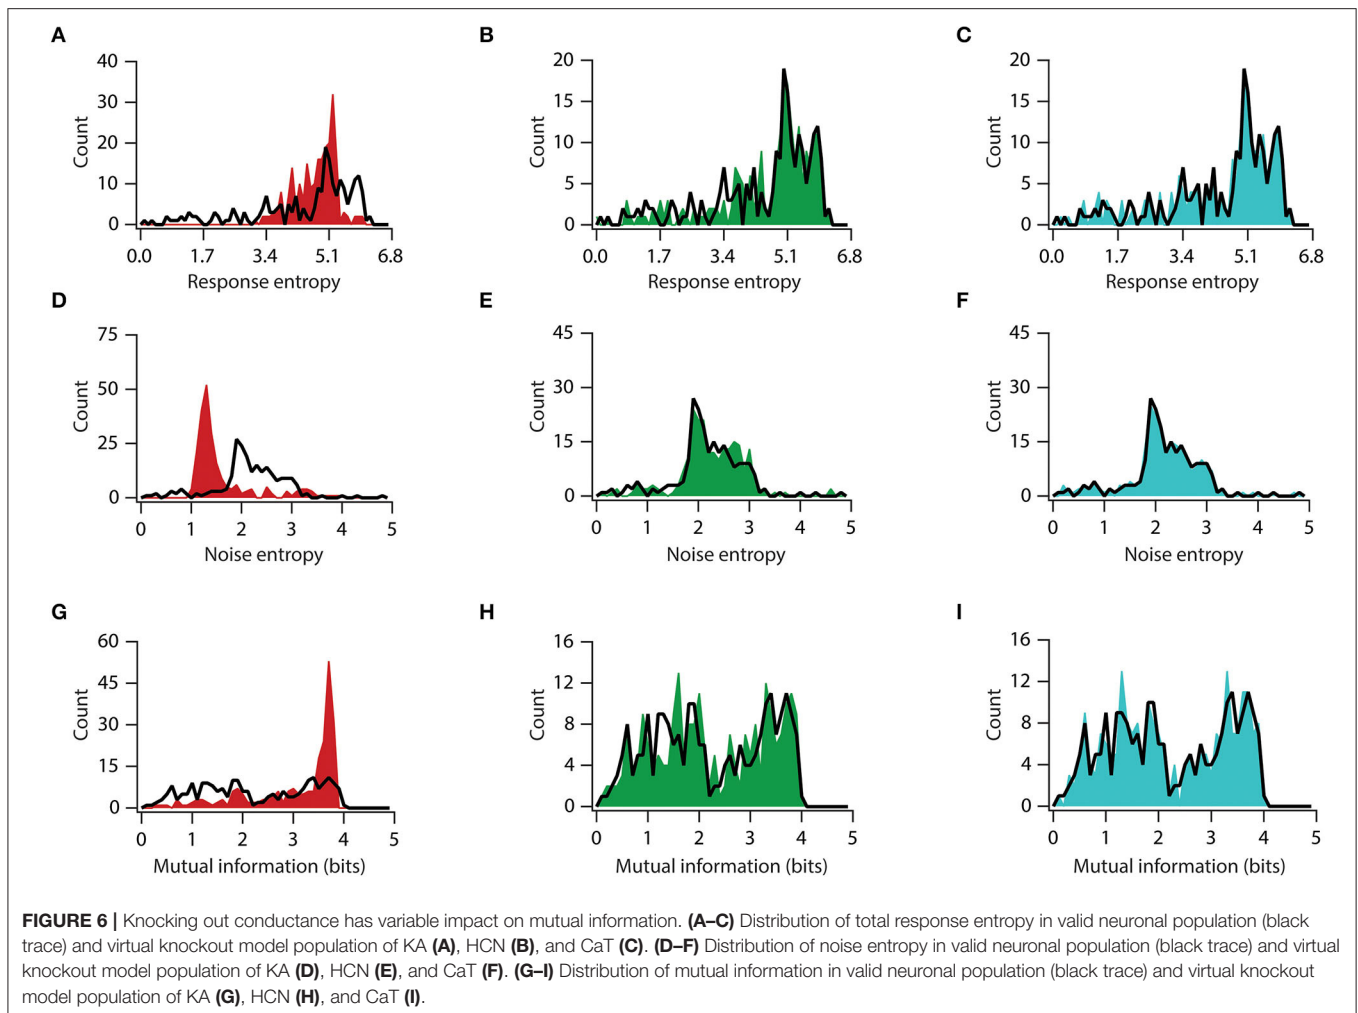 A
B
C
40
30
20
10
0
Count
0.0 1.7 3.4 5.1 6.8
Response entropy
20
15
10
5
0
Count
0.0 1.7 3.4 5.1 6.8
Response entropy
20
15
10
5
0
Count
0.0 1.7 3.4 5.1 6.8
Response entropy
D
E
F
75
50
25
0
Count
0 1 2 3 4 5
Noise entropy
45
30
15
0
Count
0 1 2 3 4 5
Noise entropy
45
30
15
0
Count
0 1 2 3 4 5
Noise entropy
G
H
I
60
45
30
15
0
Count
0 1 2 3 4 5
Mutual information (bits)
16
12
8
4
0
Count
0 1 2 3 4 5
Mutual information (bits)
16
12
8
4
0
Count
0 1 2 3 4 5
Mutual information (bits)
FIGURE 6 | Knocking out conductance has variable impact on mutual information. (A–C) Distribution of total response entropy in valid neuronal population (black
trace) and virtual knockout model population of KA (A), HCN (B), and CaT (C). (D–F) Distribution of noise entropy in valid neuronal population (black trace) and virtual
knockout model population of KA (D), HCN (E), and CaT (F). (G–I) Distribution of mutual information in valid neuronal population (black trace) and virtual knockout
model population of KA (G), HCN (H), and CaT (I).